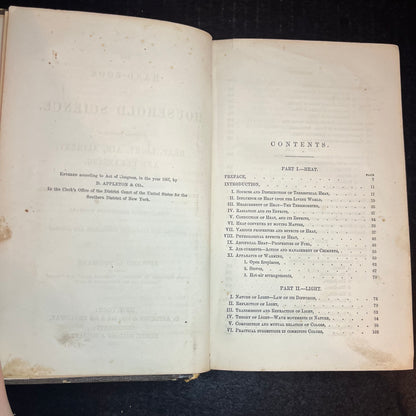 Entered according to Act of Congress, in the year 1857, by
D. APPLETON & CO.,
In the Clerk's Office of the District Court of the United States for the
Southern District of New York.
CONTENTS.
PART I.—HEAT.
PAGE
PREFACE, 7
INTRODUCTION, 11
I. Sources and Distribution of Terrestrial Heat, 17
II. Influence of Heat upon the Living World,
III. Measurement of Heat—The Thermometer,
IV. Radiation and its Effects,
V. Conduction of Heat, and its Effects,
VI. Heat conveyed by moving Matter,
VII. Various properties and effects of Heat,
VIII. Physiological effects of Heat,
IX. Artificial Heat—Properties of Fuel,
X. Air-currents—Action and management of Chimneys,
XI. Apparatus of Warming,
1. Open fireplaces,
2. Stoves,
3. Hot-air arrangements, 70
PART II.—LIGHT.
I. Nature of Light—Law of its Diffusion, 78
II. Reflection of Light,
III. Transmission and Refraction of Light,
IV. Theory of Light—Wave movements in Nature,
V. Composition and mutual relation of Colors,
VI. Practical suggestions in combining Colors, 102